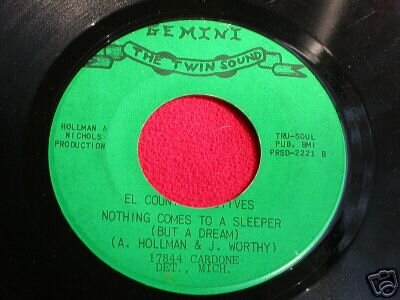 GEMINI
THE TWIN SOUND
HOLLMAN &
NICHOLS
PRODUCTION
TRU-SOUL
PUB. BMI
PRSD-2221 B
EL
NOTHING COMES TO A SLEEPER
(BUT A DREAM)
(A. HOLLMAN & J. WORTHY)
17844 CARDONE
DET., MICH.